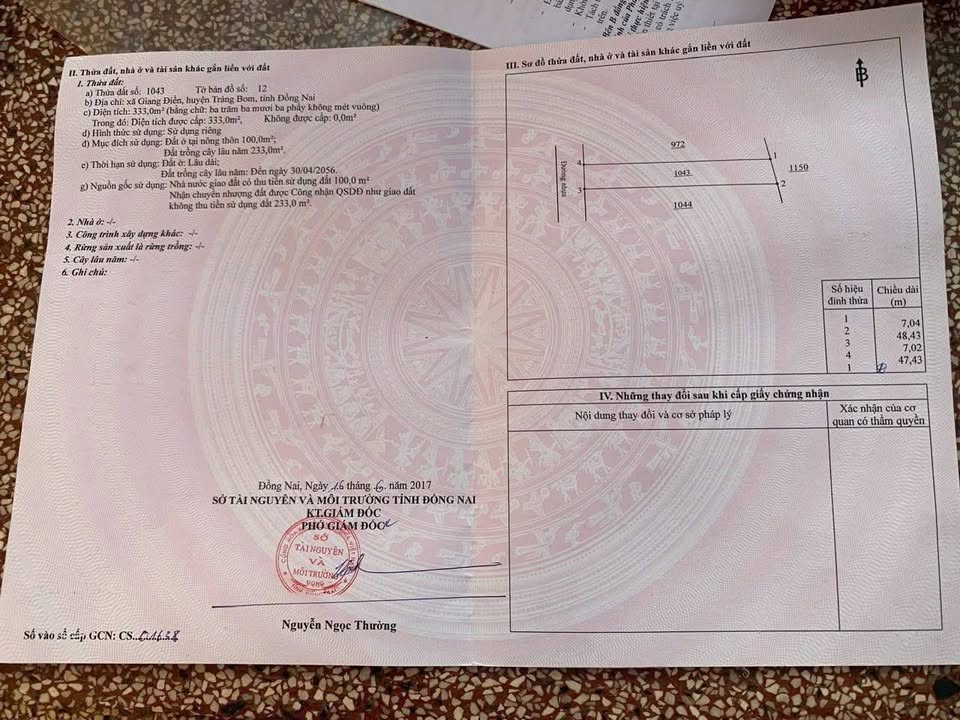 II. Thửa đất, nhà ở và tài sản khác gắn liền với đất
1. Thửa đất:
a) Thửa đất số: 1043 Tờ bản đồ số: 12
b) Địa chỉ: xã Giang Điền, huyện Trảng Bom, tỉnh Đồng Nai
c) Diện tích: 333,0m² (bằng chữ: ba trăm ba mươi ba phẩy không mét vuông)
Trong đó: Diện tích được cấp: 333,0m², Không được cấp: 0,0m²
d) Hình thức sử dụng: Sử dụng riêng
đ) Mục đích sử dụng: Đất ở tại nông thôn 100,0m²;
Đất trồng cây lâu năm 233,0m².
e) Thời hạn sử dụng: Đất ở: Lâu dài;
Đất trồng cây lâu năm: Đến ngày 30/04/2056.
g) Nguồn gốc sử dụng: Nhà nước giao đất có thu tiền sử dụng đất 100,0 m²
Nhận chuyển nhượng đất được Công nhận QSDĐ như giao đất
không thu tiền sử dụng đất 233,0 m².
2. Nhà ở: -/-
3. Công trình xây dựng khác: -/-
4. Rừng sản xuất là rừng trồng: -/-
5. Cây lâu năm: -/-
6. Ghi chú:
Đồng Nai, Ngày 16 tháng 6 năm 2017
SỞ TÀI NGUYÊN VÀ MÔI TRƯỜNG TỈNH ĐỒNG NAI
KT.GIÁM ĐỐC
PHÓ GIÁM ĐỐC
SỞ
TÀI NGUYÊN
VÀ
MÔI TRƯỜNG
Nguyễn Ngọc Thường
Số vào sổ cấp GCN: CS
III. Sơ đồ thửa đất, nhà ở và tài sản khác gắn liền với đất
B
972
1
4
Đường nhựa
1043
1150
3
2
1044
Số hiệu đỉnh thửa
Chiều dài (m)
1
7,04
2
48,43
3
7,02
4
47,43
1
IV. Những thay đổi sau khi cấp giấy chứng nhận
Nội dung thay đổi và cơ sở pháp lý
Xác nhận của cơ
quan có thẩm quyền